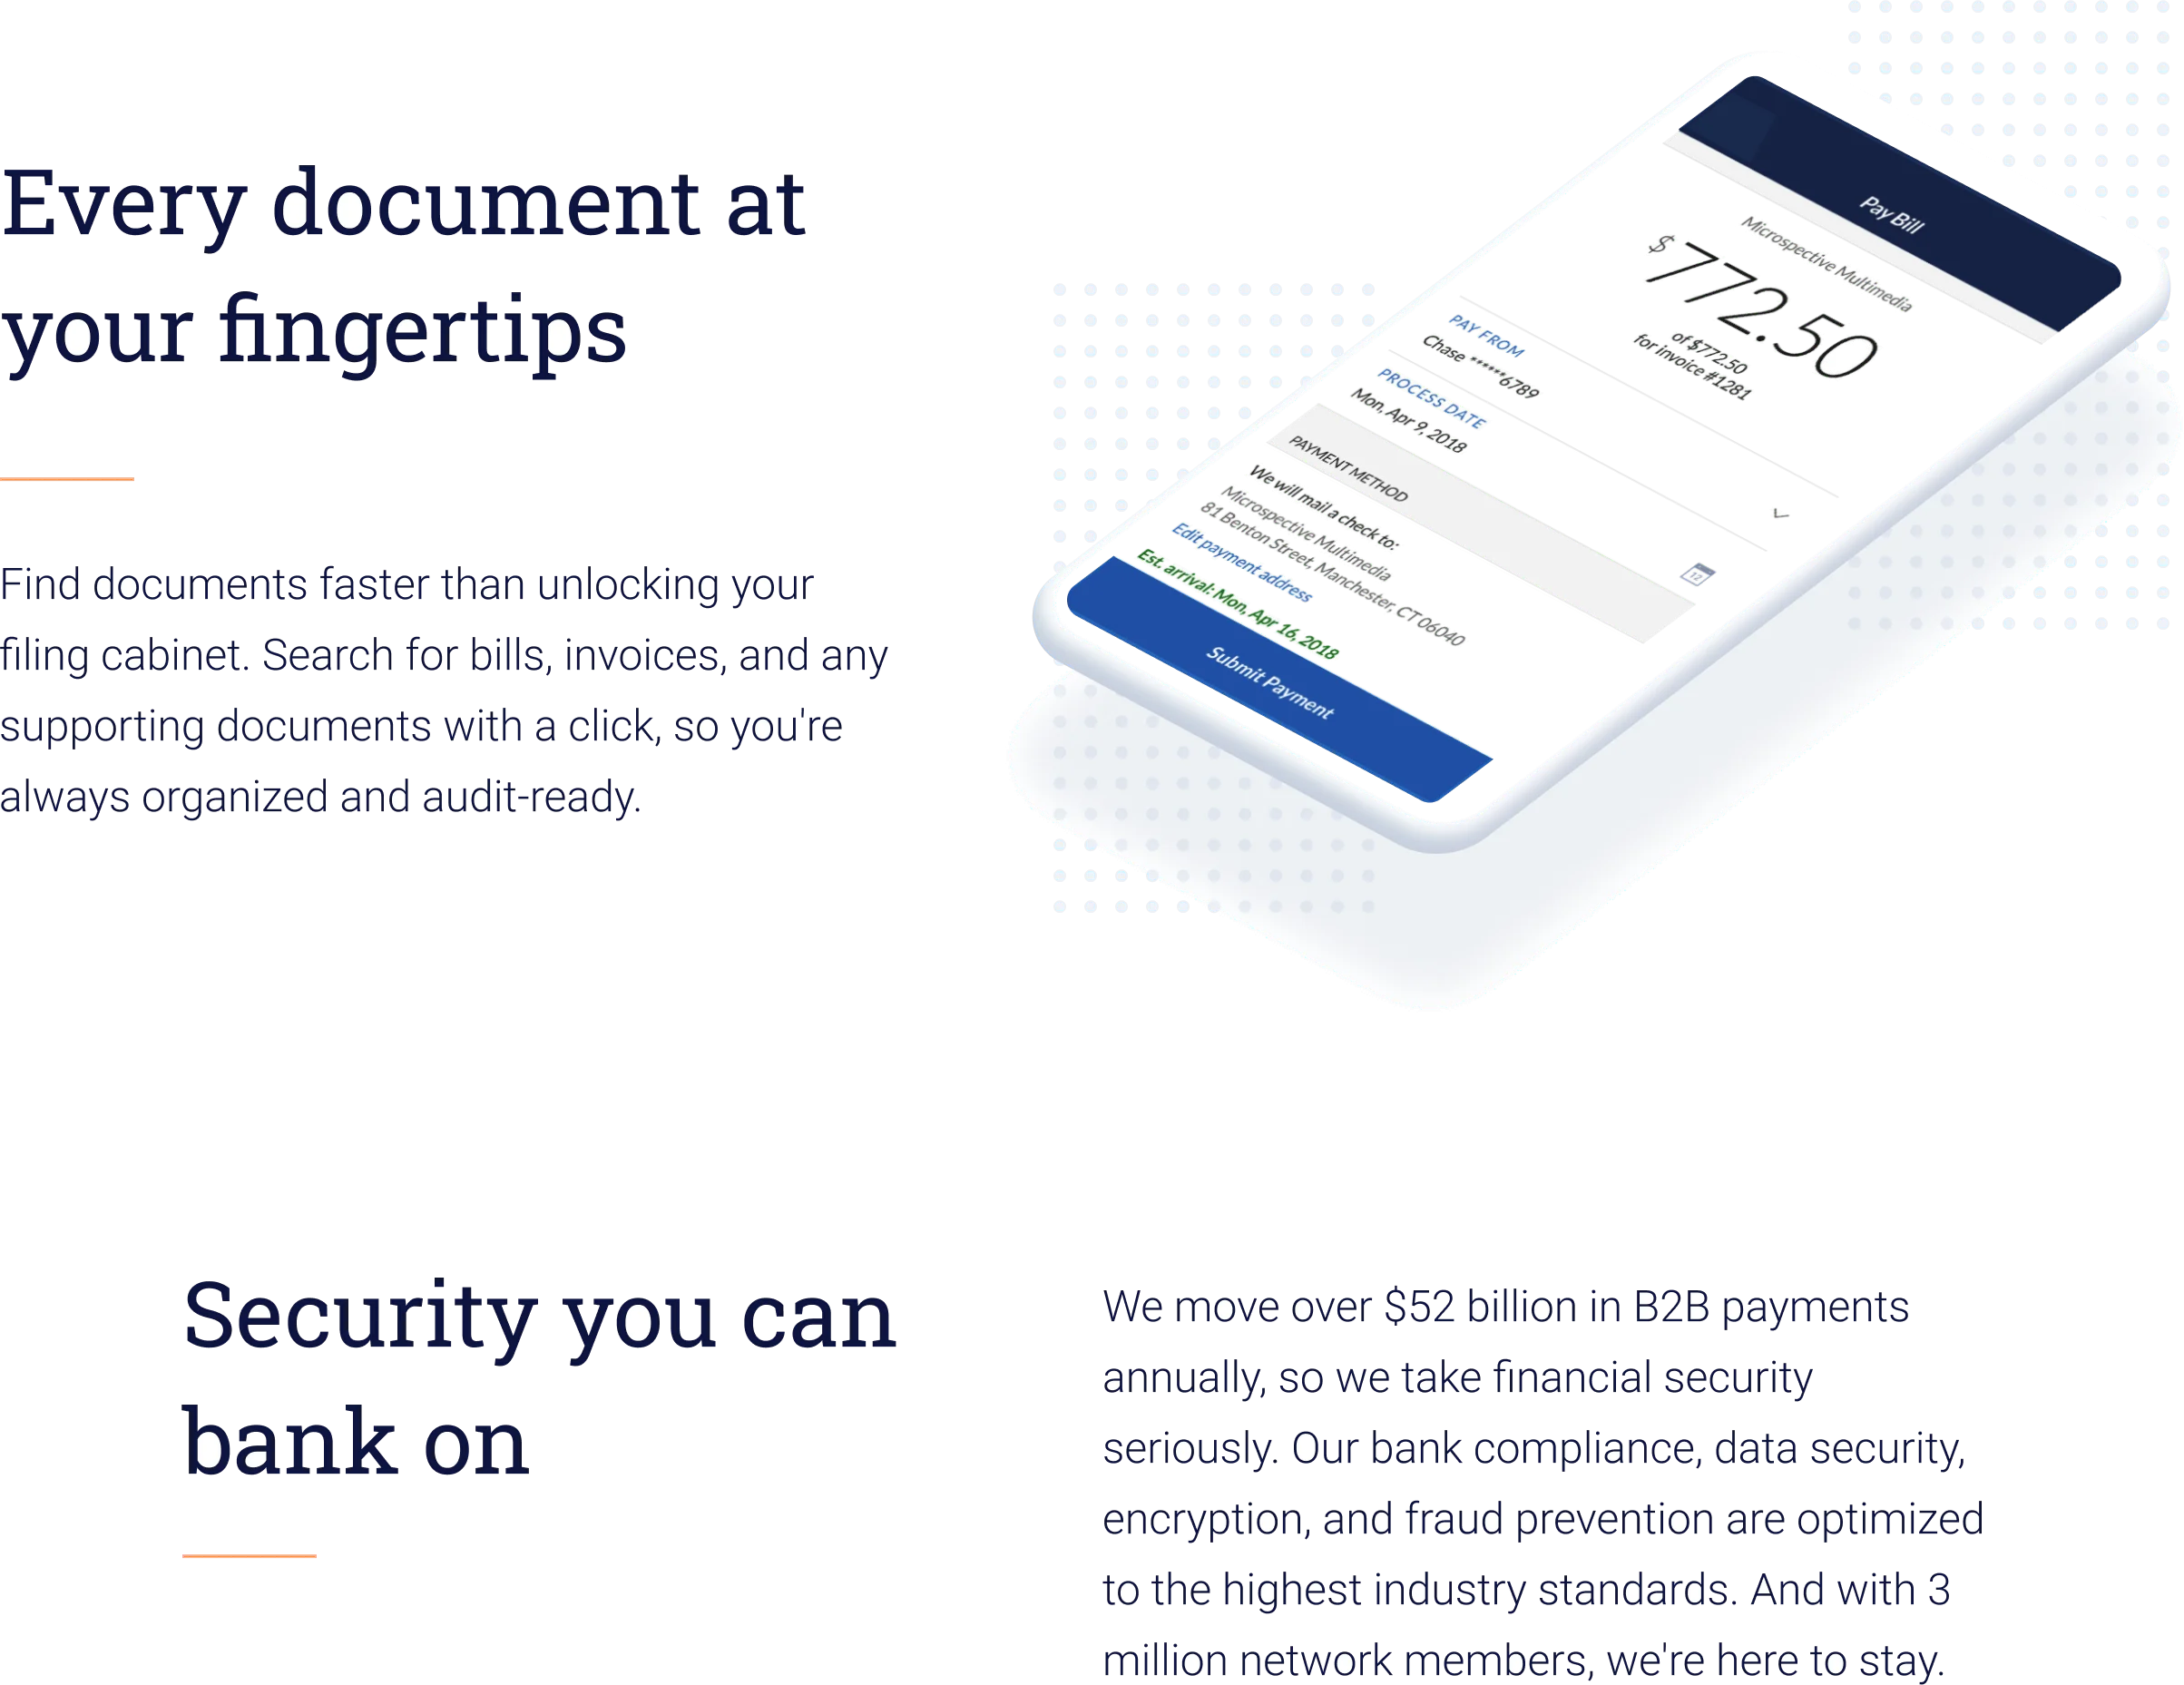 Every document at
your fingertips
Find documents faster than unlocking your
filing cabinet. Search for bills, invoices, and any
supporting documents with a click, so you're
always organized and audit-ready.
Pay Bill
Microspective Multimedia
$772.50
of $772.50
for invoice #1281
PAY FROM
Chase ******6789
PROCESS DATE
Mon, Apr 9, 2018
12
PAYMENT METHOD
We will mail a check to:
Microspective Multimedia
81 Benton Street, Manchester, CT 06040
Edit payment address
Est. arrival: Mon, Apr 16, 2018
Submit Payment
Security you can
bank on
We move over $52 billion in B2B payments
annually, so we take financial security
seriously. Our bank compliance, data security,
encryption, and fraud prevention are optimized
to the highest industry standards. And with 3
million network members, we're here to stay.